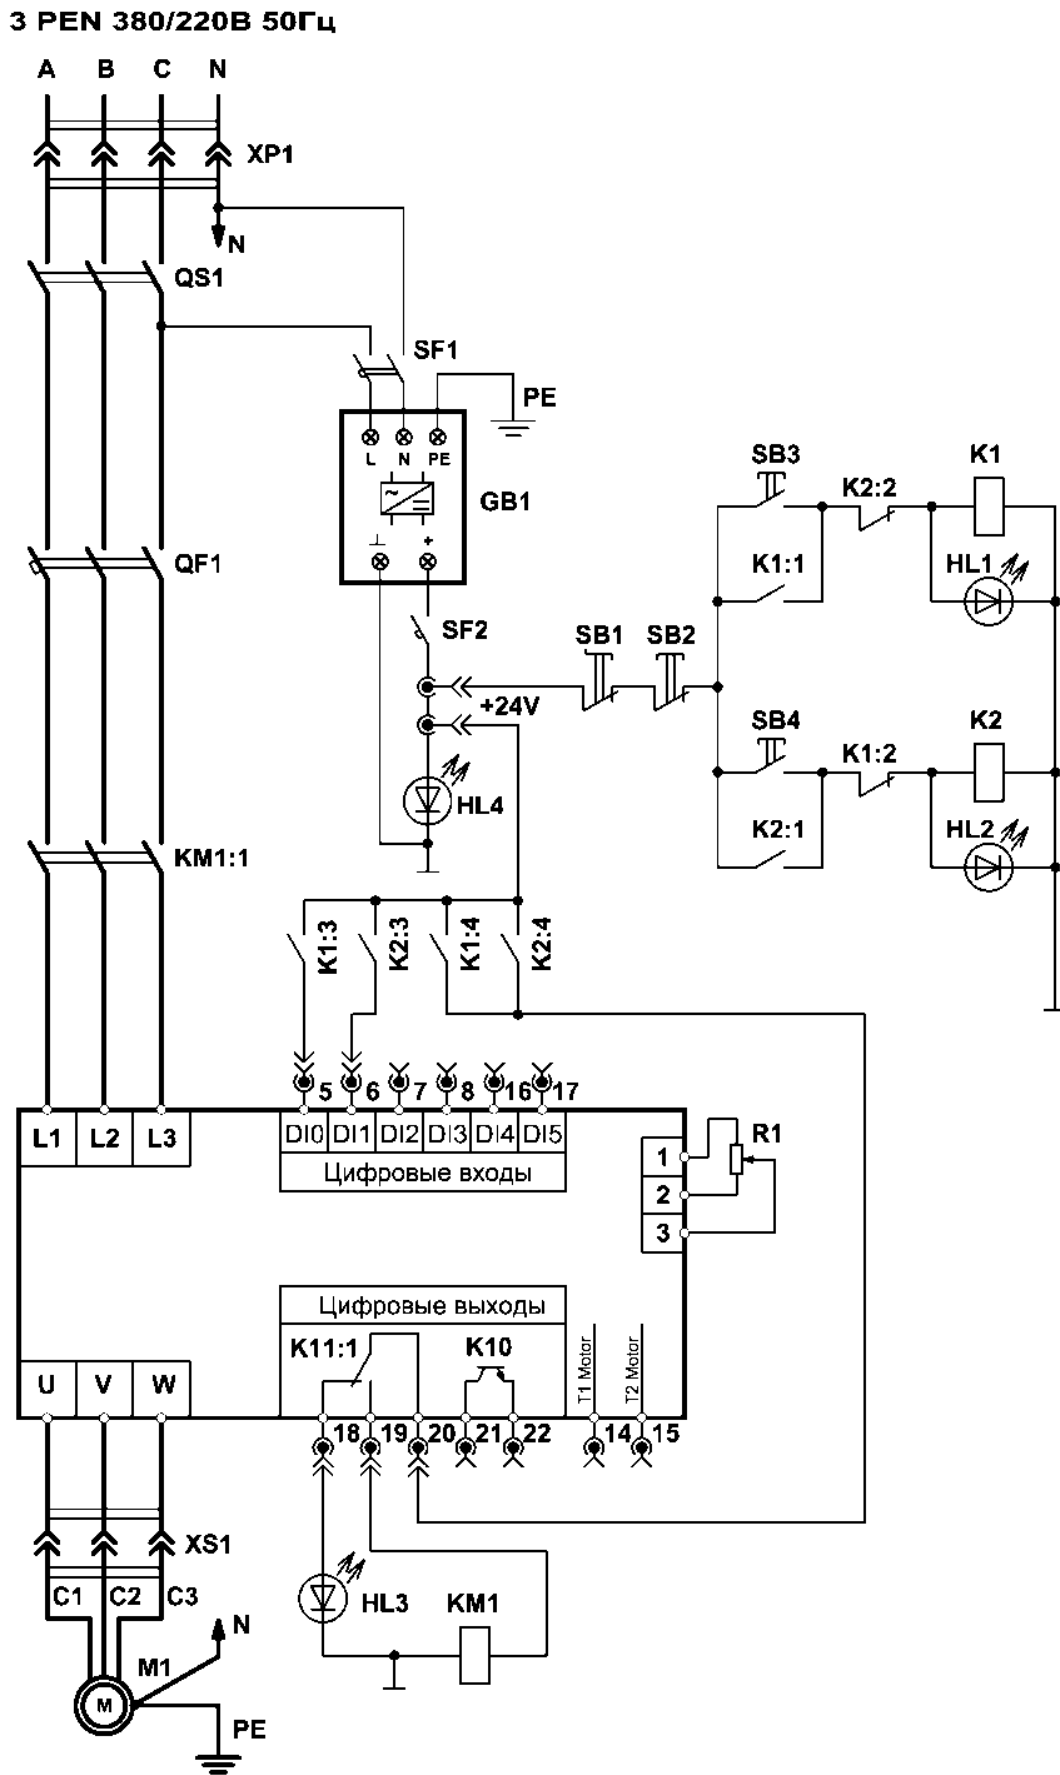 3 PEN 380/220В 50Гц
A B C N
XP1
N
QS1
SF1
PE
L N PE
GB1
⊥ +
QF1
SF2
+24V
HL4
SB1 SB2
SB3
K2:2
K1
K1:1
HL1
SB4
K1:2
K2
K2:1
HL2
KM1:1
K1:3 K2:3 K1:4 K2:4
5 6 7 8 16 17
L1 L2 L3
DI0 DI1 DI2 DI3 DI4 DI5
Цифровые входы
1
2
3
R1
Цифровые выходы
K11:1
K10
T1 Motor
T2 Motor
U V W
18 19 20 21 22 14 15
XS1
C1 C2 C3
HL3
KM1
N
M1
M
PE